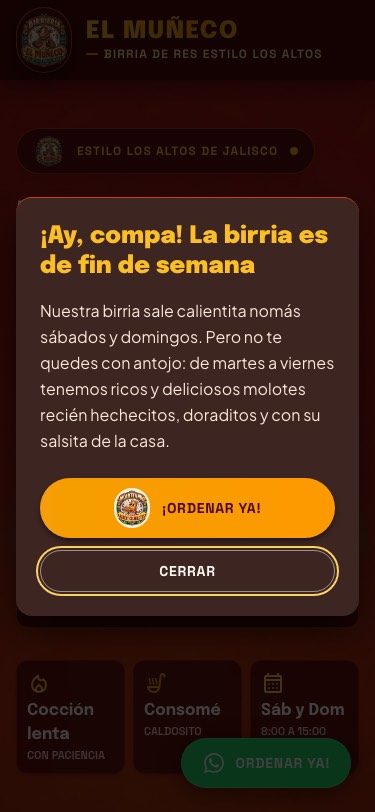 EL MUÑECO
— BIRRIA DE RES ESTILO LOS ALTOS
ESTILO LOS ALTOS DE JALISCO
¡Ay, compa! La birria es
de fin de semana
Nuestra birria sale calientita nomás
sábados y domingos. Pero no te
quedes con antojo: de martes a viernes
tenemos ricos y deliciosos molotes
recién hechecitos, doraditos y con su
salsita de la casa.
¡ORDENAR YA!
CERRAR
Cocción
lenta
CON PACIENCIA
Consomé
CALDOSITO
Sáb y Dom
8:00 A 15:00
ORDENAR YA!